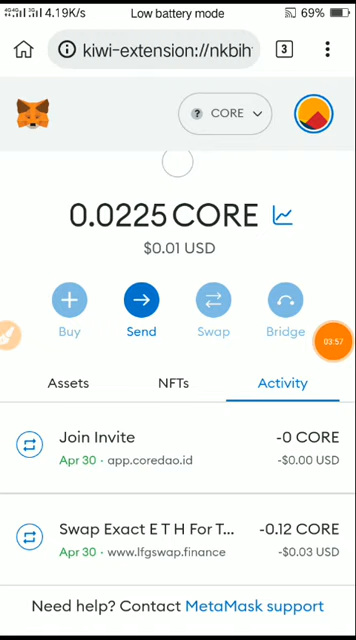 4.19K/s
Low battery mode
69%
kiwi-extension://nkbih
3
? CORE
0.0225 CORE
$0.01 USD
Buy
Send
Swap
Bridge
03:57
Assets
NFTs
Activity
Join Invite
-0 CORE
Apr 30 · app.coredao.id
-$0.00 USD
Swap Exact E T H For T...
-0.12 CORE
Apr 30 · www.lfgswap.finance
-$0.03 USD
Need help? Contact MetaMask support